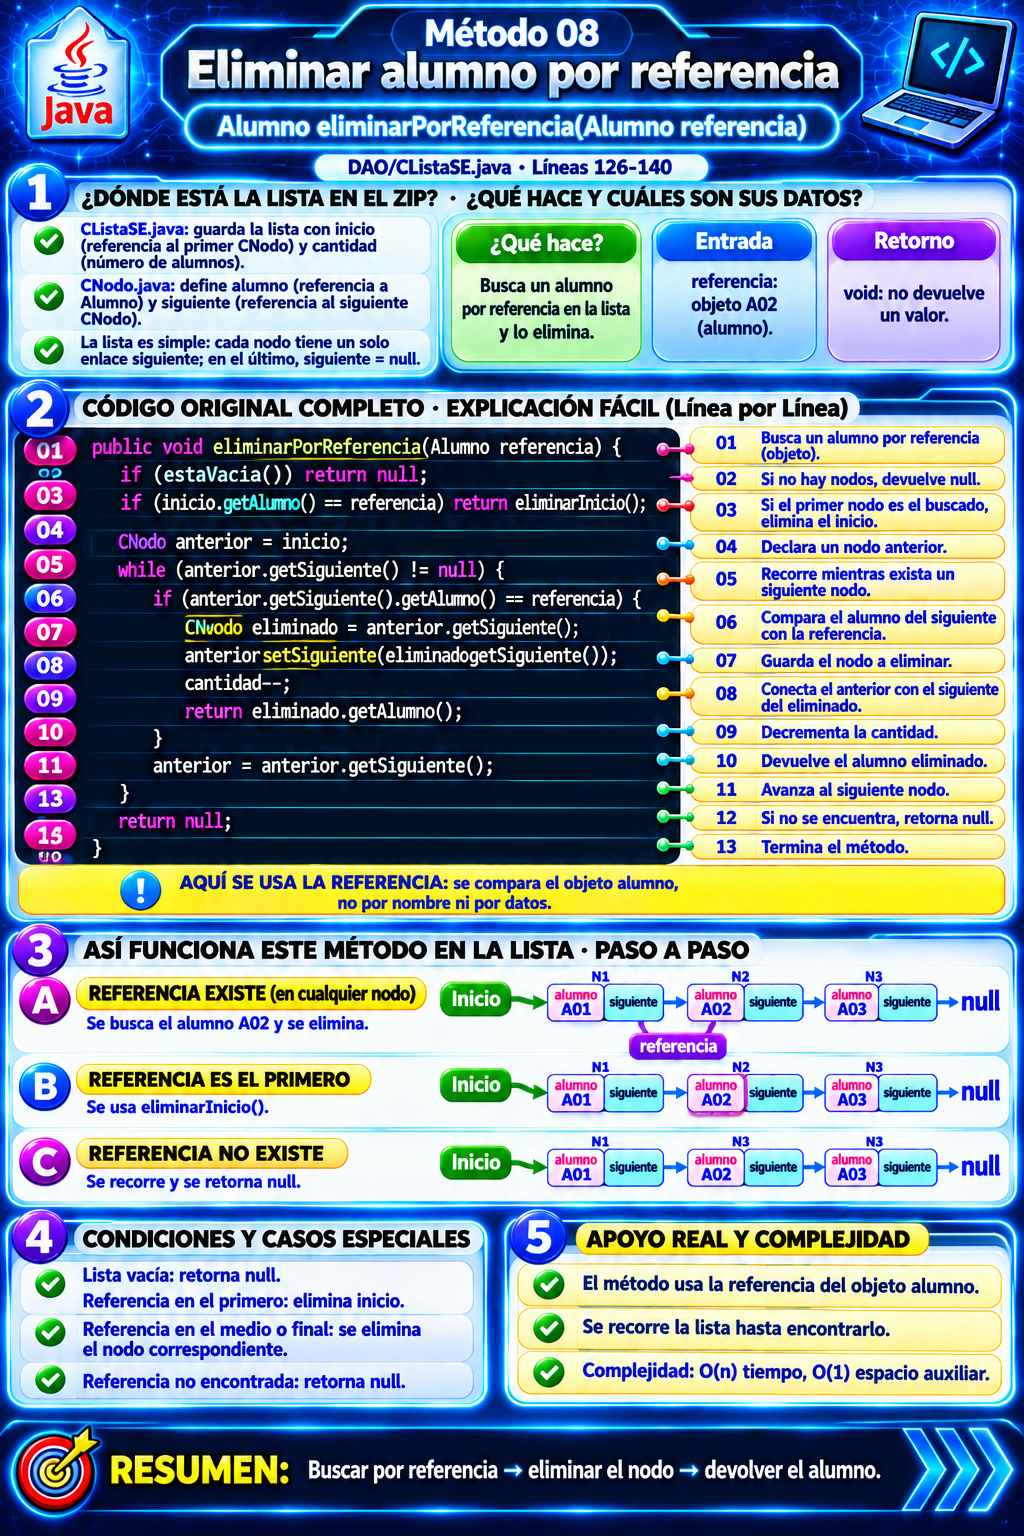 Java
Método 08
Eliminar alumno por referencia
Alumno eliminarPorReferencia(Alumno referencia)
</>
DAO/CListaSE.java · Líneas 126-140
1
¿DÓNDE ESTÁ LA LISTA EN EL ZIP? · ¿QUÉ HACE Y CUÁLES SON SUS DATOS?
CListaSE.java: guarda la lista con inicio
(referencia al primer CNodo) y cantidad
(número de alumnos).
CNodo.java: define alumno (referencia a
Alumno) y siguiente (referencia al siguiente
CNodo).
La lista es simple: cada nodo tiene un solo
enlace siguiente; en el último, siguiente = null.
¿Qué hace?
Busca un alumno
por referencia en la lista
y lo elimina.
Entrada
referencia:
objeto A02
(alumno).
Retorno
void: no devuelve
un valor.
2
CÓDIGO ORIGINAL COMPLETO · EXPLICACIÓN FÁCIL (Línea por Línea)
01 public void eliminarPorReferencia(Alumno referencia) {
if (estaVacia()) return null;
03 if (inicio.getAlumno() == referencia) return eliminarInicio();
04 CNodo anterior = inicio;
05 while (anterior.getSiguiente() != null) {
06 if (anterior.getSiguiente().getAlumno() == referencia) {
07 eliminado = anterior.getSiguiente();
08 anterior setSiguiente(eliminadogetSiguiente());
09 cantidad--;
10 return eliminado.getAlumno();
11 }
anterior = anterior.getSiguiente();
13 }
return null;
15 }
01 Busca un alumno por referencia
(objeto).
02 Si no hay nodos, devuelve null.
03 Si el primer nodo es el buscado,
elimina el inicio.
04 Declara un nodo anterior.
05 Recorre mientras exista un
siguiente nodo.
06 Compara el alumno del siguiente
con la referencia.
07 Guarda el nodo a eliminar.
08 Conecta el anterior con el siguiente
del eliminado.
09 Decrementa la cantidad.
10 Devuelve el alumno eliminado.
11 Avanza al siguiente nodo.
12 Si no se encuentra, retorna null.
13 Termina el método.
! AQUÍ SE USA LA REFERENCIA: se compara el objeto alumno,
no por nombre ni por datos.
3
ASÍ FUNCIONA ESTE MÉTODO EN LA LISTA · PASO A PASO
A
REFERENCIA EXISTE (en cualquier nodo)
Se busca el alumno A02 y se elimina.
N1 N2 N3
Inicio alumno A01 siguiente alumno A02 siguiente alumno A03 siguiente null
referencia
B
REFERENCIA ES EL PRIMERO
Se usa eliminarInicio().
N1 N2 N3
Inicio alumno A01 siguiente alumno A02 siguiente alumno A03 siguiente null
C
REFERENCIA NO EXISTE
Se recorre y se retorna null.
N1 N3 N3
Inicio alumno A01 siguiente alumno A02 siguiente alumno A03 siguiente null
4
CONDICIONES Y CASOS ESPECIALES
Lista vacía: retorna null.
Referencia en el primero: elimina inicio.
Referencia en el medio o final: se elimina
el nodo correspondiente.
Referencia no encontrada: retorna null.
5
APOYO REAL Y COMPLEJIDAD
El método usa la referencia del objeto alumno.
Se recorre la lista hasta encontrarlo.
Complejidad: O(n) tiempo, O(1) espacio auxiliar.
RESUMEN: Buscar por referencia → eliminar el nodo → devolver el alumno.